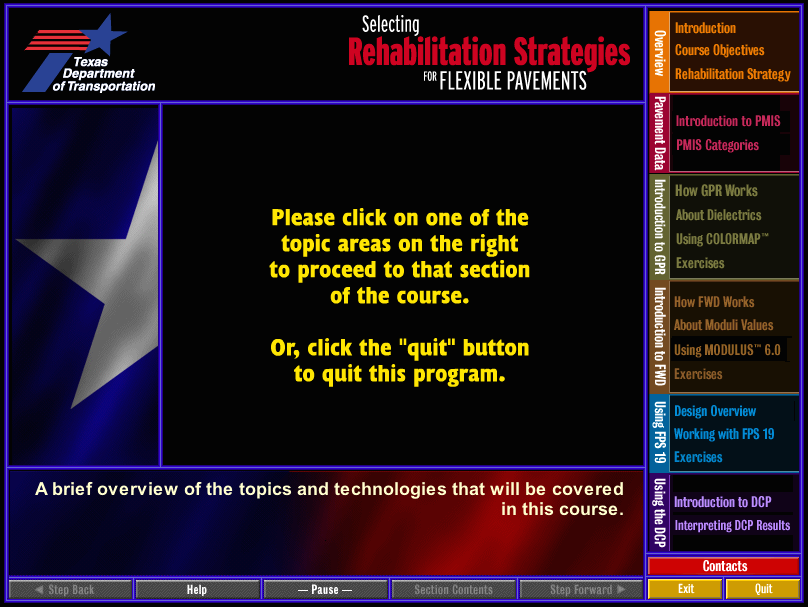 Texas
Department
of Transportation
Selecting
Rehabilitation Strategies
FOR FLEXIBLE PAVEMENTS
Please click on one of the
topic areas on the right
to proceed to that section
of the course.
Or, click the "quit" button
to quit this program.
A brief overview of the topics and technologies that will be covered
in this course.
Step Back
Help
— Pause —
Section Contents
Step Forward
Overview
Introduction
Course Objectives
Rehabilitation Strategy
Pavement Data
Introduction to PMIS
PMIS Categories
Introduction to GPR
How GPR Works
About Dielectrics
Using COLORMAP™
Exercises
Introduction to FWD
How FWD Works
About Moduli Values
Using MODULUS™ 6.0
Exercises
Using FPS 19
Design Overview
Working with FPS 19
Exercises
Using the DCP
Introduction to DCP
Interpreting DCP Results
Contacts
Exit
Quit